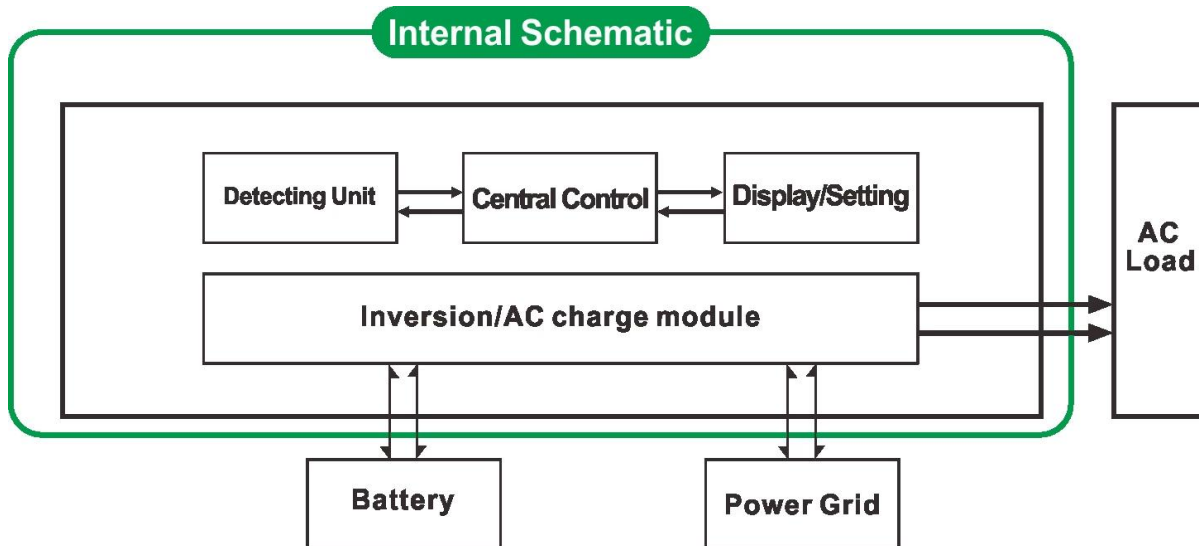 Internal Schematic
Detecting Unit
Central Control
Display/Setting
AC
Load
Inversion/AC charge module
Battery
Power Grid